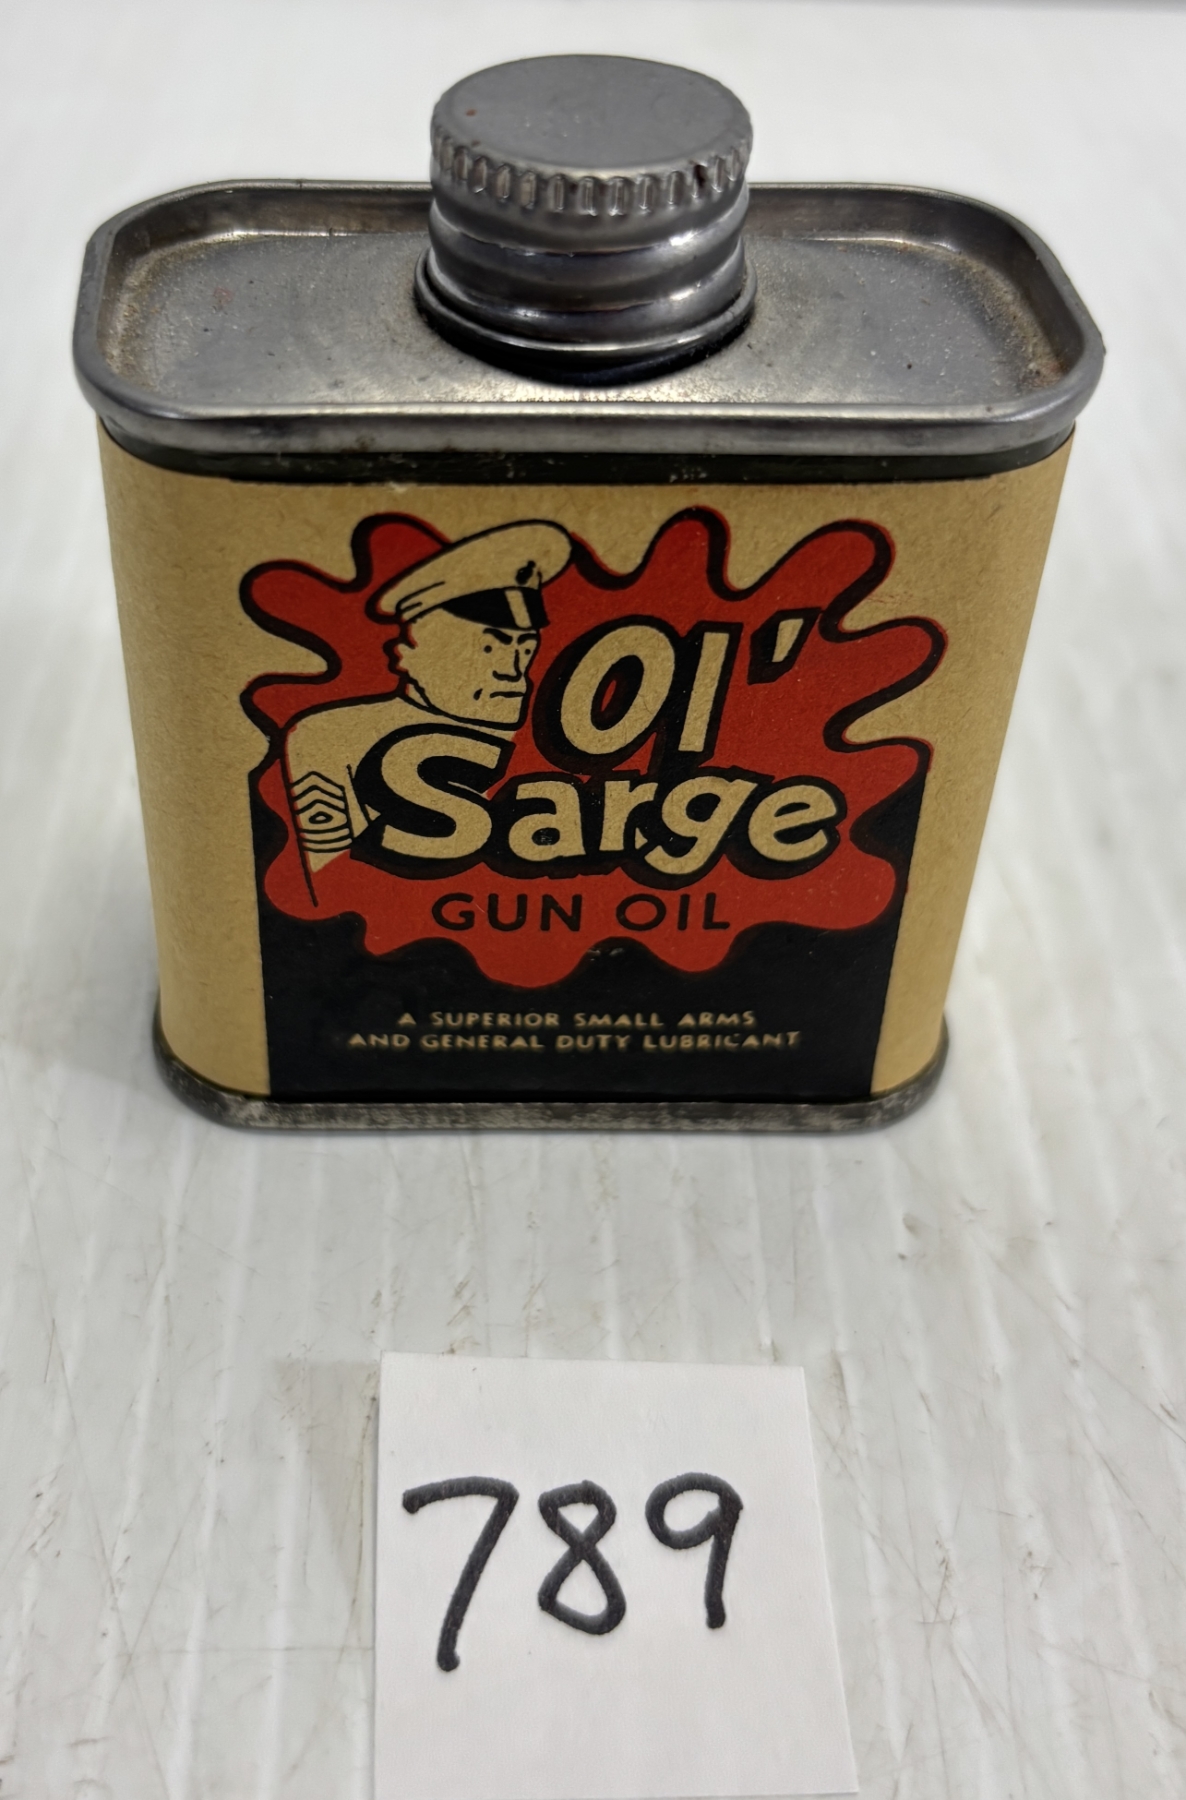 Ol'
Sarge
GUN OIL
A SUPERIOR SMALL ARMS
AND GENERAL DUTY LUBRICANT
789